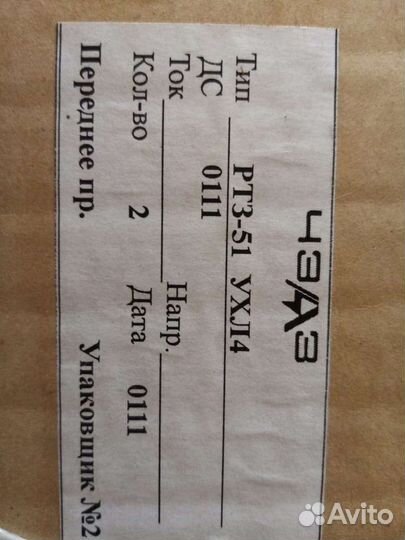 ЧЭАЗ
Тип РТЗ-51 УХЛ4
ДС 0111
Ток Напр.
Кол-во 2 Дата 0111
Переднее пр. Упаковщик №2
Avito